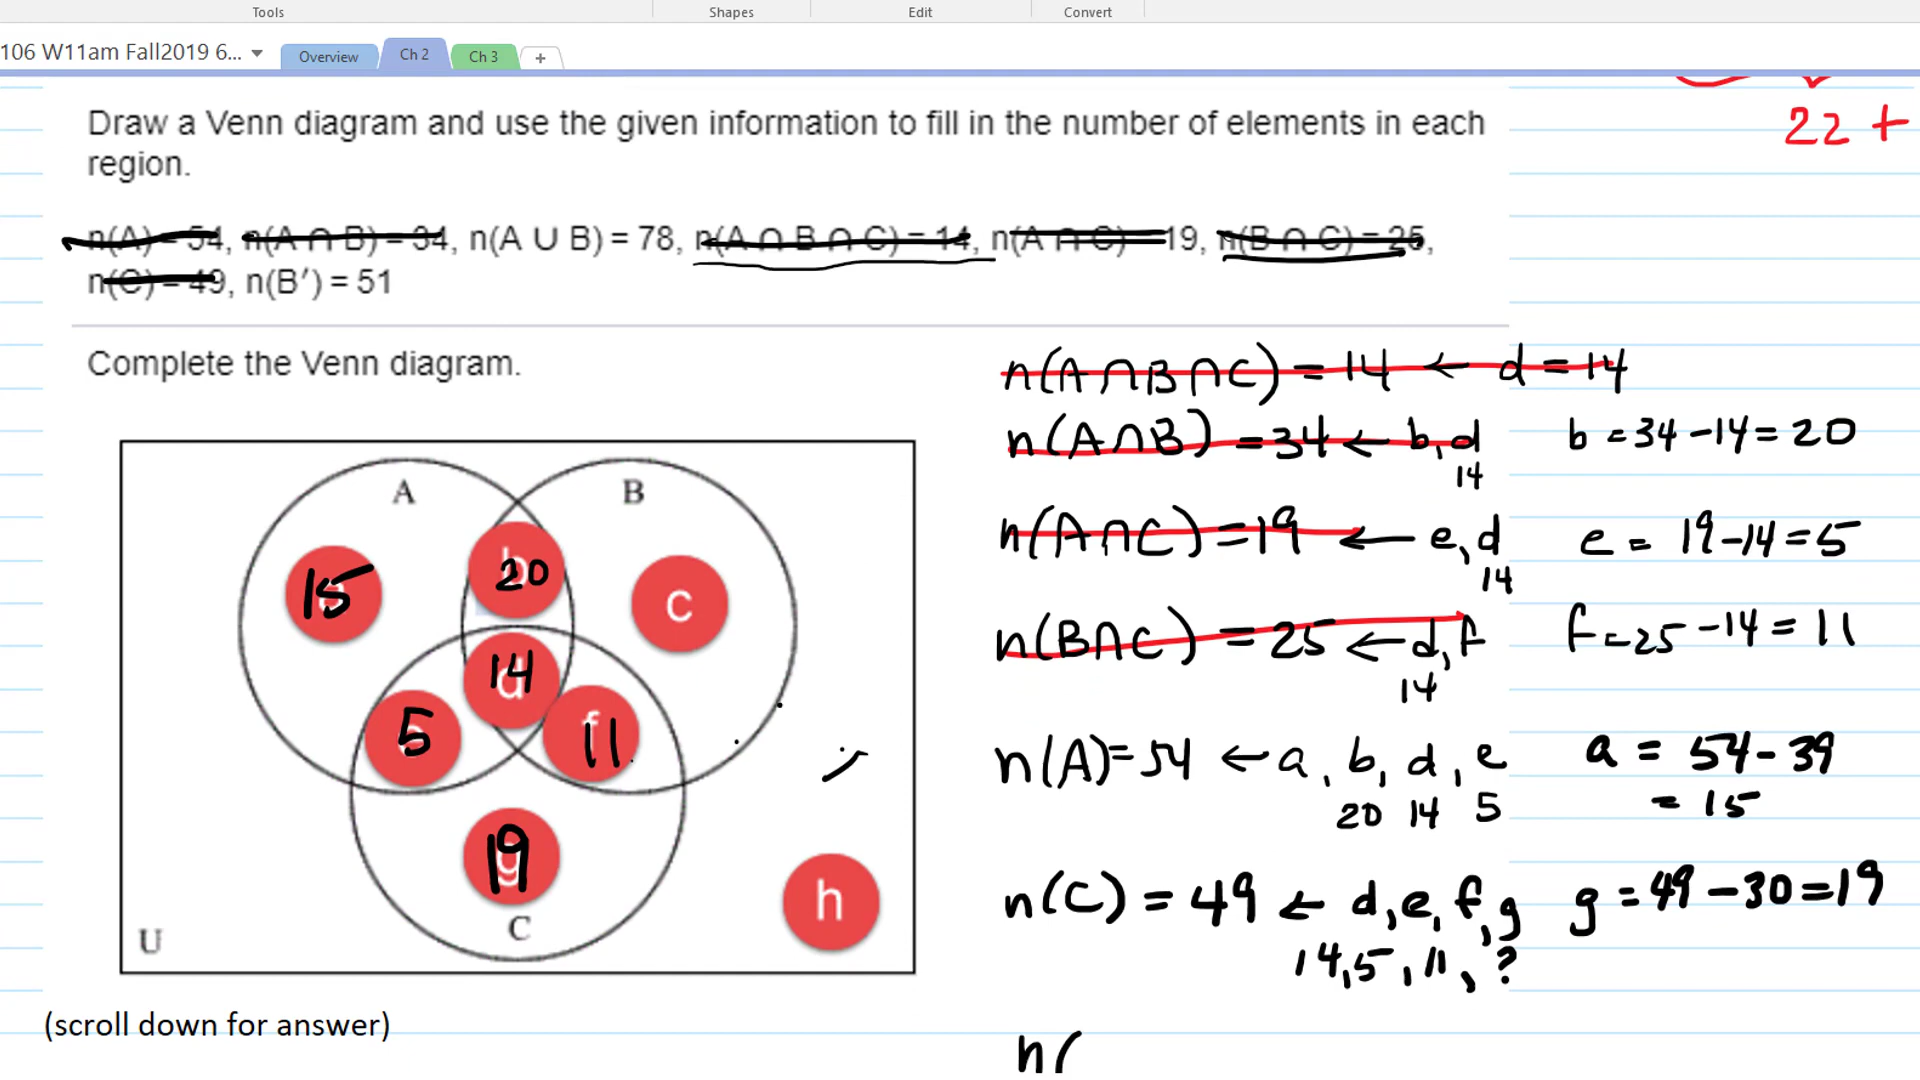 Tools Shapes Edit Convert
106 W11am Fall2019 6... Overview Ch 2 Ch 3 +
22 +
Draw a Venn diagram and use the given information to fill in the number of elements in each
region.
n(A) = 54, n(A ∩ B) = 34, n(A ∪ B) = 78, n(A ∩ B ∩ C) = 14, n(A ∩ C) = 19, n(B ∩ C) = 25,
n(C) = 49, n(B′) = 51
Complete the Venn diagram.
A B
15 20 c
14
5 f 11
19
C
h
U
(scroll down for answer)
n(A∩B∩C) = 14 ← d = 14
n(A∩B) = 34 ← b, d b = 34 - 14 = 20
14
n(A∩C) = 19 ← e, d e = 19 - 14 = 5
14
n(B∩C) = 25 ← d, f f = 25 - 14 = 11
14
n(A) = 54 ← a, b, d, e a = 54 - 39
20 14 5 = 15
n(C) = 49 ← d, e, f, g g = 49 - 30 = 19
14, 5, 11, ?
n(